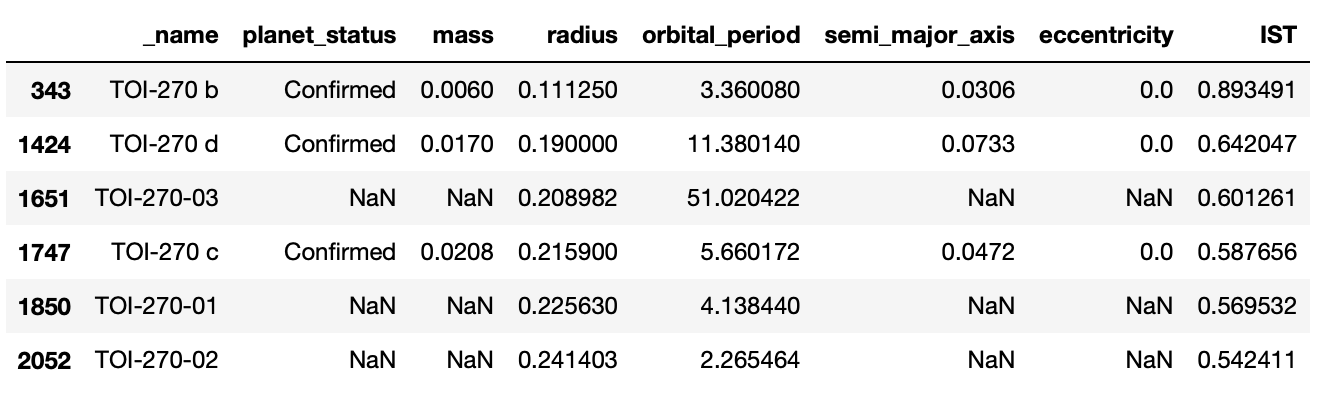 _name planet_status mass radius orbital_period semi_major_axis eccentricity IST
343 TOI-270 b Confirmed 0.0060 0.111250 3.360080 0.0306 0.0 0.893491
1424 TOI-270 d Confirmed 0.0170 0.190000 11.380140 0.0733 0.0 0.642047
1651 TOI-270-03 NaN NaN 0.208982 51.020422 NaN NaN 0.601261
1747 TOI-270 c Confirmed 0.0208 0.215900 5.660172 0.0472 0.0 0.587656
1850 TOI-270-01 NaN NaN 0.225630 4.138440 NaN NaN 0.569532
2052 TOI-270-02 NaN NaN 0.241403 2.265464 NaN NaN 0.542411